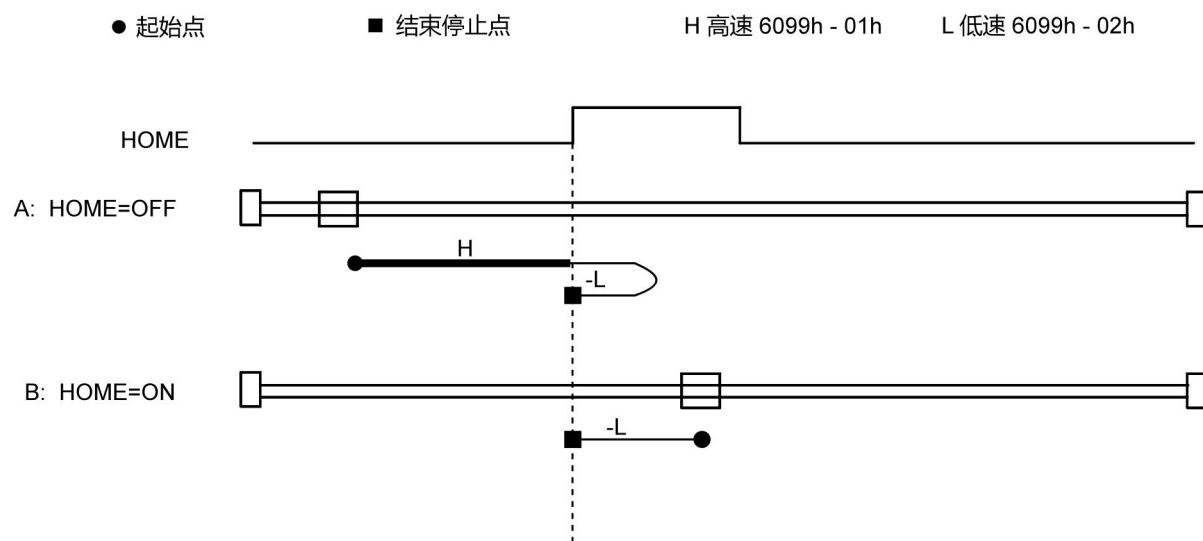 起始点 结束停止点 H 高速 6099h - 01h L 低速 6099h - 02h
HOME
A: HOME=OFF
H
-L
B: HOME=ON
-L